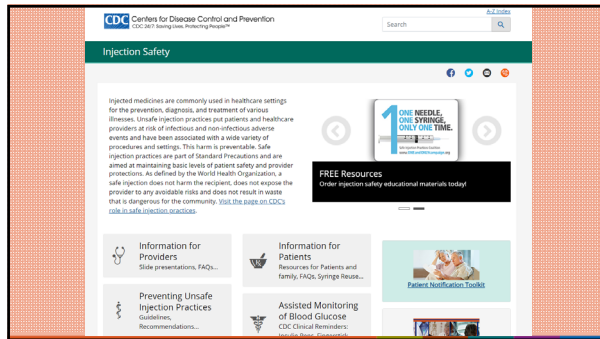 A-Z Index
CDC
Centers for Disease Control and Prevention
CDC 24/7: Saving Lives, Protecting People™
Search
Injection Safety
Injected medicines are commonly used in healthcare settings
for the prevention, diagnosis, and treatment of various
illnesses. Unsafe injection practices put patients and healthcare
providers at risk of infectious and non-infectious adverse
events and have been associated with a wide variety of
procedures and settings. This harm is preventable. Safe
injection practices are part of Standard Precautions and are
aimed at maintaining basic levels of patient safety and provider
protections. As defined by the World Health Organization, a
safe injection does not harm the recipient, does not expose the
provider to any avoidable risks and does not result in waste
that is dangerous for the community. Visit the page on CDC's
role in safe injection practices.
1
ONE NEEDLE,
ONE SYRINGE,
ONLY ONE TIME.
FREE Resources
Order injection safety educational materials today!
Information for
Providers
Slide presentations, FAQs...
Information for
Patients
Resources for Patients and
family, FAQs, Syringe Reuse...
Patient Notification Toolkit
Preventing Unsafe
Injection Practices
Guidelines,
Recommendations...
Assisted Monitoring
of Blood Glucose
CDC Clinical Reminders:
Insulin Pens, Fingerstick